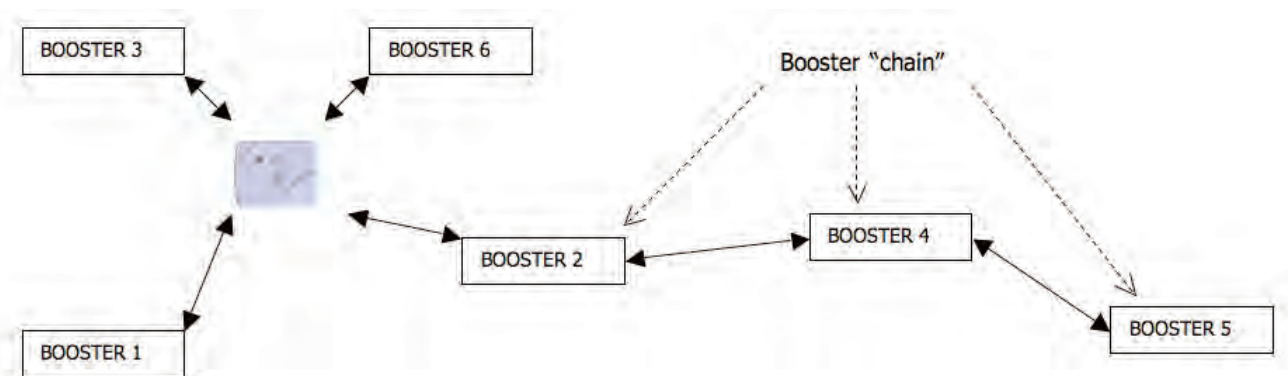 BOOSTER 3
BOOSTER 6
Booster “chain”
BOOSTER 4
BOOSTER 2
BOOSTER 5
BOOSTER 1